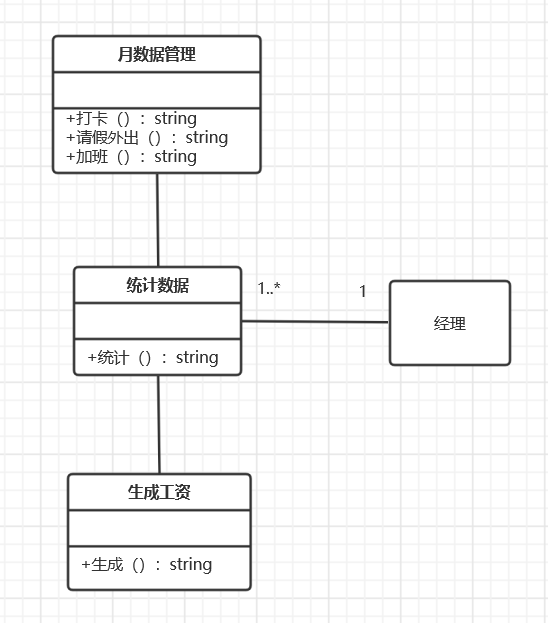 月数据管理
+打卡（）：string
+请假外出（）：string
+加班（）：string
统计数据
1..*
1
经理
+统计（）：string
生成工资
+生成（）：string